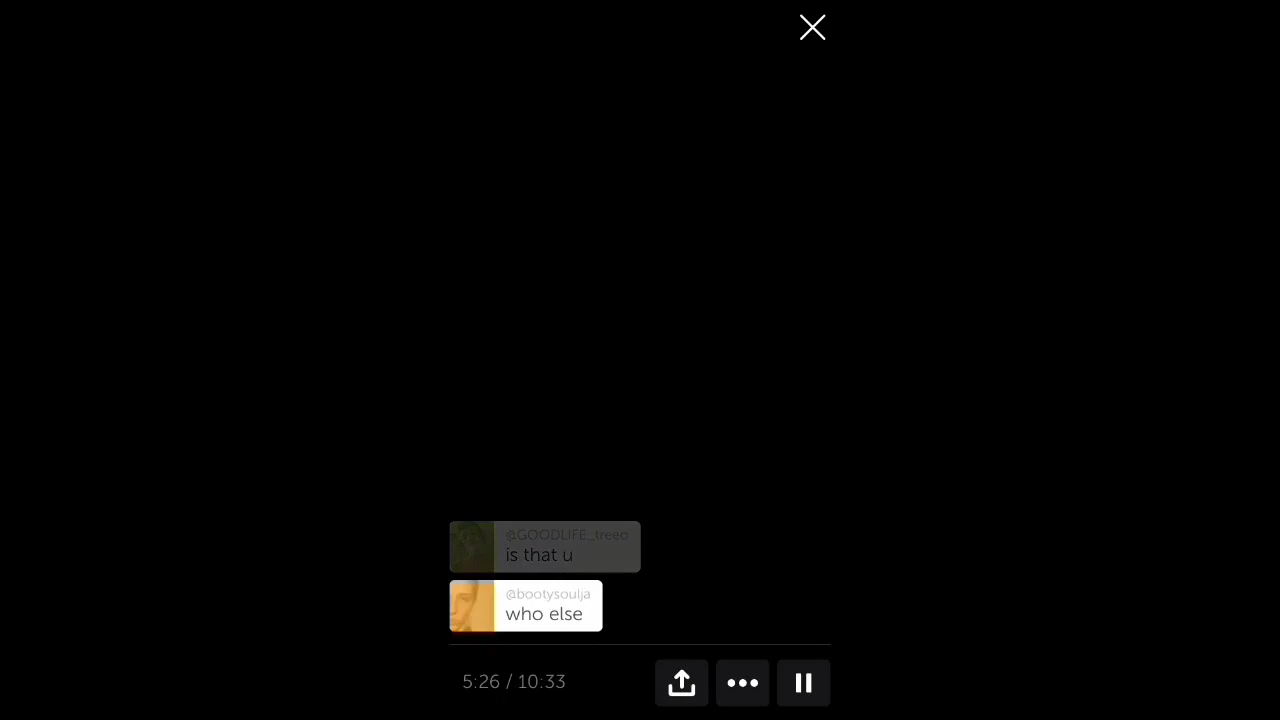 @GOODLIFE_treeo
is that u
@bootysoulja
who else
5:26 / 10:33